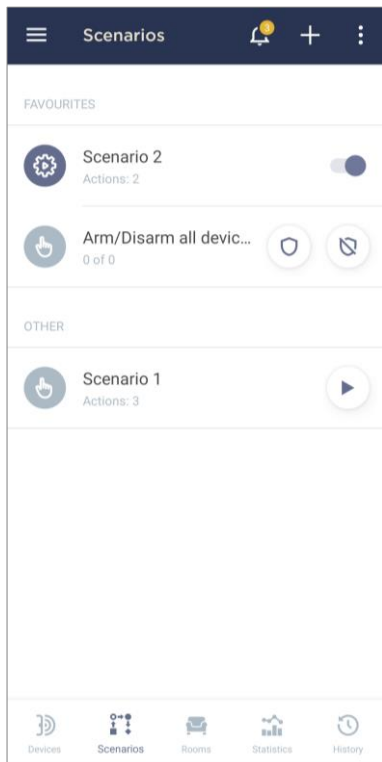 Scenarios
3
FAVOURITES
Scenario 2
Actions: 2
Arm/Disarm all devic...
0 of 0
OTHER
Scenario 1
Actions: 3
Devices
Scenarios
Rooms
Statistics
History